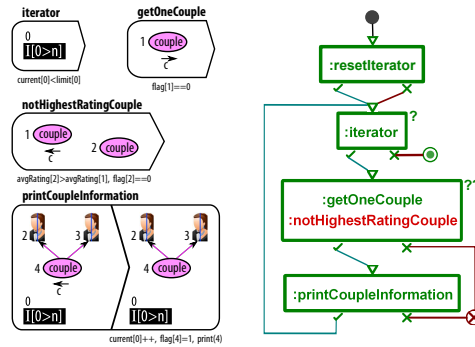 iterator
0
I[0>n]
current[0]<limit[0]
getOneCouple
1 couple
c
flag[1]==0
notHighestRatingCouple
1 couple
c
2 couple
avgRating[2]>avgRating[1], flag[2]==0
printCoupleInformation
2 3
4 couple
c
0
I[0>n]
2 3
4 couple
0
I[0>n]
current[0]++, flag[4]=1, print(4)
:resetIterator
?
:iterator
??
:getOneCouple
:notHighestRatingCouple
:printCoupleInformation